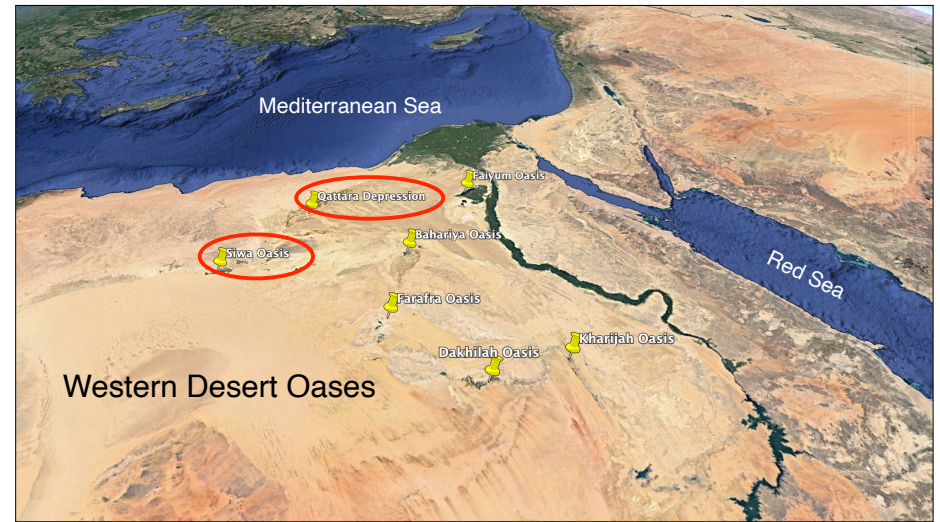 Mediterranean Sea
Faiyum Oasis
Qattara Depression
Bahariya Oasis
Siwa Oasis
Red Sea
Farafra Oasis
Kharijah Oasis
Dakhilah Oasis
Western Desert Oases